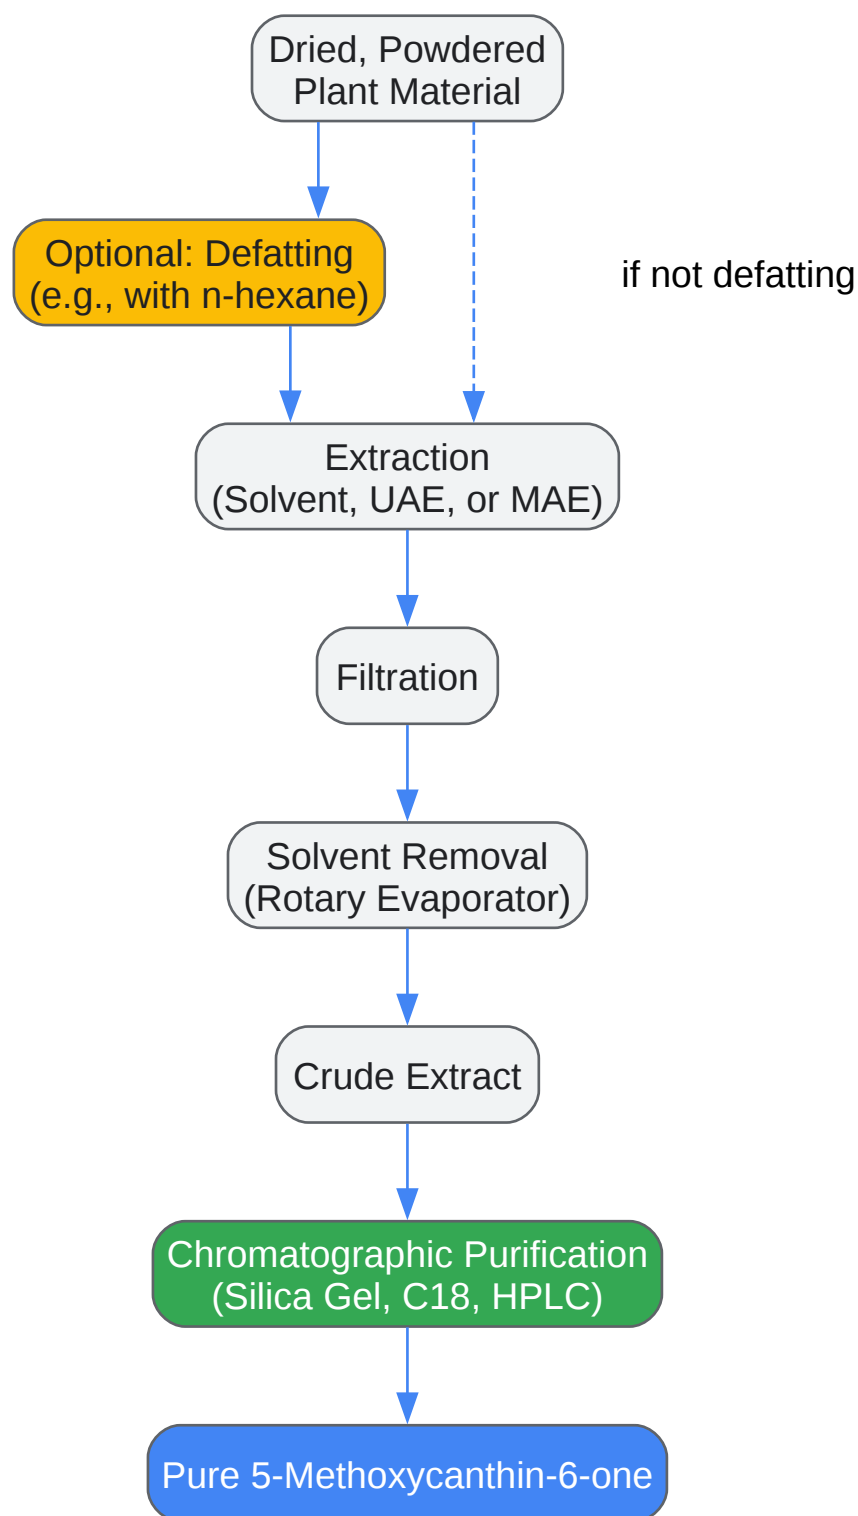 Dried, Powdered
Plant Material
Optional: Defatting
(e.g., with n-hexane)
if not defatting
Extraction
(Solvent, UAE, or MAE)
Filtration
Solvent Removal
(Rotary Evaporator)
Crude Extract
Chromatographic Purification
(Silica Gel, C18, HPLC)
Pure 5-Methoxycanthin-6-one